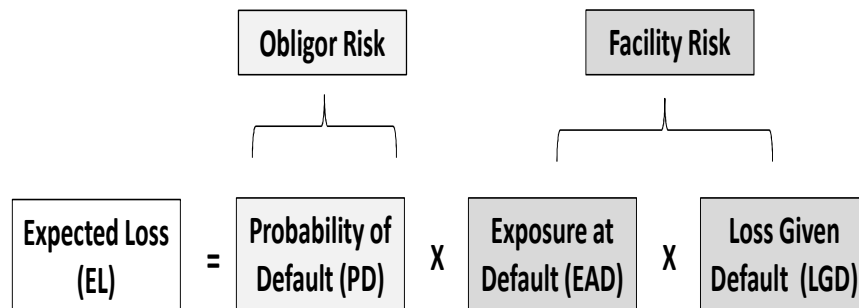 Obligor Risk
Facility Risk
Expected Loss
(EL)
=
Probability of
Default (PD)
X
Exposure at
Default (EAD)
X
Loss Given
Default (LGD)